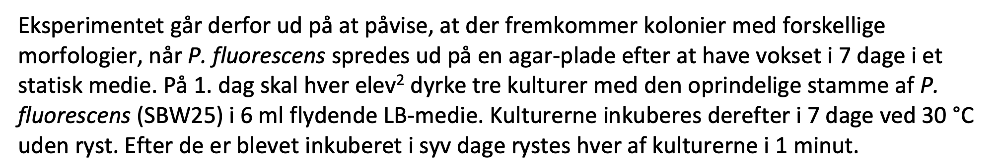 Eksperimentet går derfor ud på at påvise, at der fremkommer kolonier med forskellige
morfologier, når P. fluorescens spredes ud på en agar-plade efter at have vokset i 7 dage i et
statisk medie. På 1. dag skal hver elev² dyrke tre kulturer med den oprindelige stamme af P.
fluorescens (SBW25) i 6 ml flydende LB-medie. Kulturerne inkuberes derefter i 7 dage ved 30 °C
uden ryst. Efter de er blevet inkuberet i syv dage rystes hver af kulturerne i 1 minut.